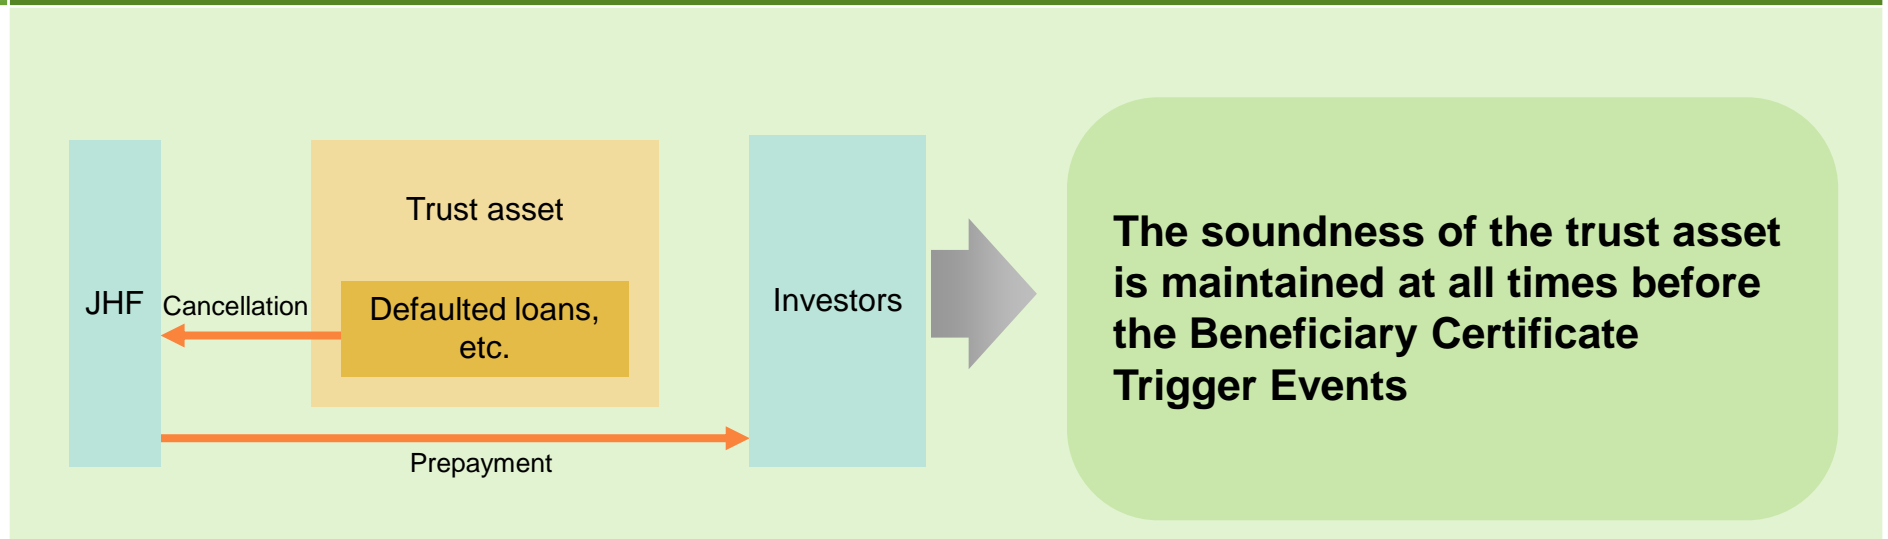 JHF
Cancellation
Trust asset
Defaulted loans,
etc.
Prepayment
Investors
The soundness of the trust asset
is maintained at all times before
the Beneficiary Certificate
Trigger Events